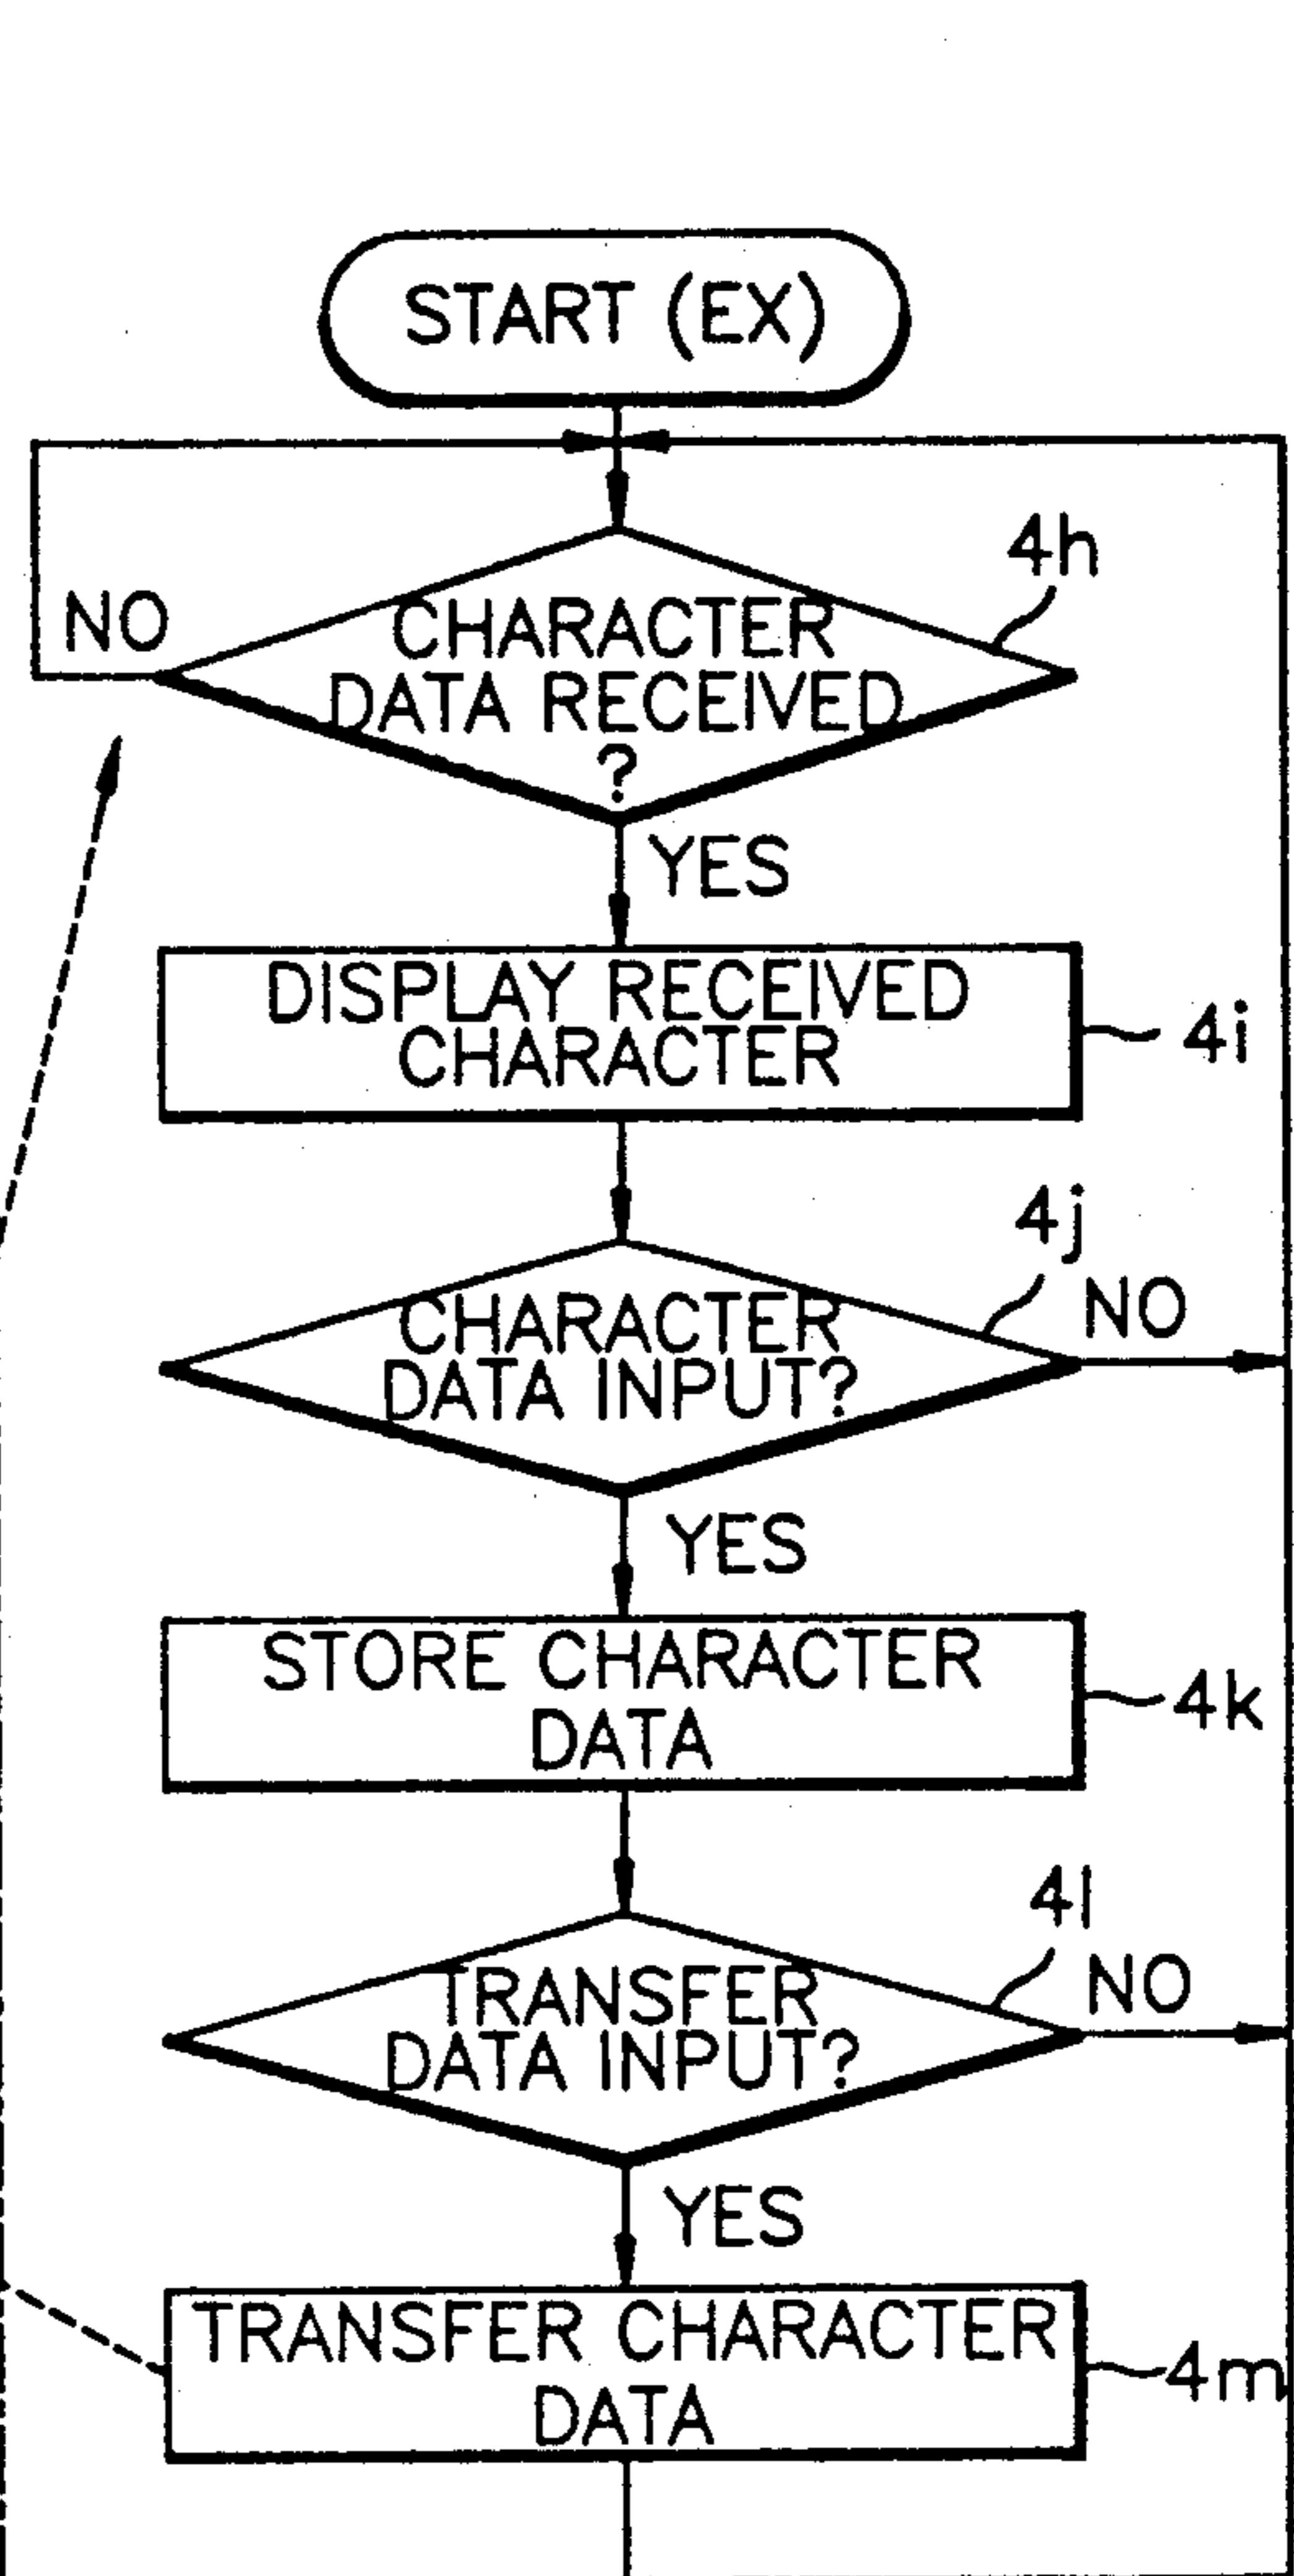 START (EX)
4h
NO
CHARACTER
DATA RECEIVED
?
YES
DISPLAY RECEIVED
CHARACTER
4i
4j
NO
CHARACTER
DATA INPUT?
YES
STORE CHARACTER
DATA
4k
4l
NO
TRANSFER
DATA INPUT?
YES
TRANSFER CHARACTER
DATA
4m